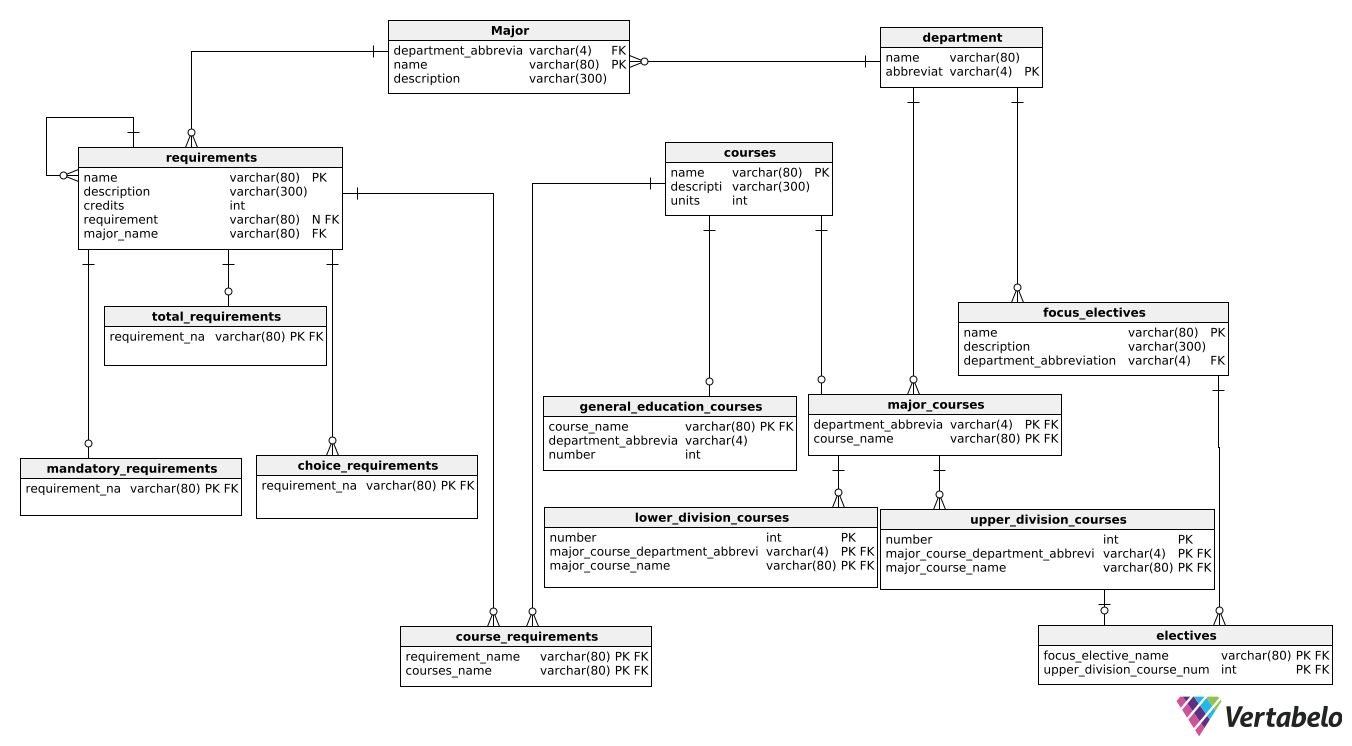 Major
department_abbrevia varchar(4) FK
name varchar(80) PK
description varchar(300)
department
name varchar(80)
abbreviat varchar(4) PK
requirements
name varchar(80) PK
description varchar(300)
credits int
requirement varchar(80) N FK
major_name varchar(80) FK
courses
name varchar(80) PK
descripti varchar(300)
units int
total_requirements
requirement_na varchar(80) PK FK
focus_electives
name varchar(80) PK
description varchar(300)
department_abbreviation varchar(4) FK
general_education_courses
course_name varchar(80) PK FK
department_abbrevia varchar(4)
number int
major_courses
department_abbrevia varchar(4) PK FK
course_name varchar(80) PK FK
mandatory_requirements
requirement_na varchar(80) PK FK
choice_requirements
requirement_na varchar(80) PK FK
lower_division_courses
number int PK
major_course_department_abbrevi varchar(4) PK FK
major_course_name varchar(80) PK FK
upper_division_courses
number int PK
major_course_department_abbrevi varchar(4) PK FK
major_course_name varchar(80) PK FK
course_requirements
requirement_name varchar(80) PK FK
courses_name varchar(80) PK FK
electives
focus_elective_name varchar(80) PK FK
upper_division_course_num int PK FK
Vertabelo